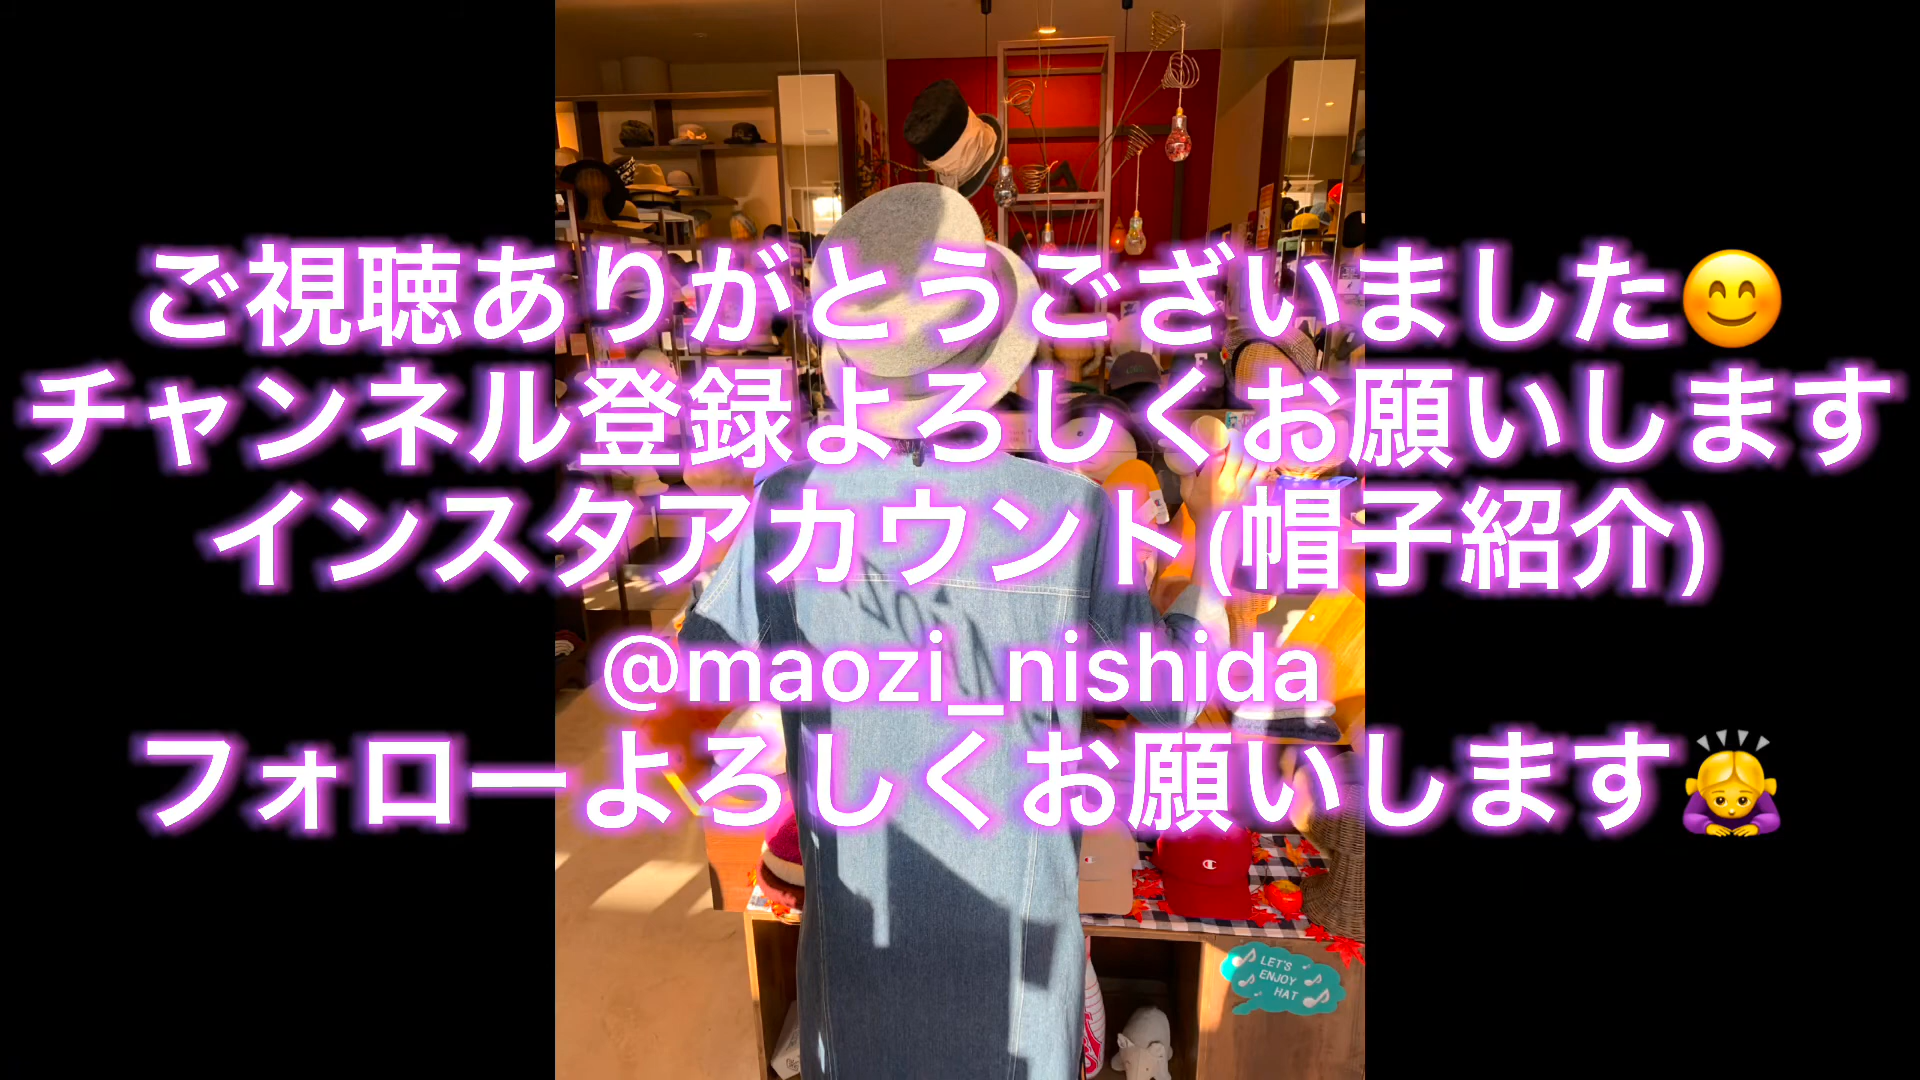 ご視聴ありがとうございました😊
チャンネル登録よろしくお願いします
インスタアカウント(帽子紹介)
@maozi_nishida
フォローよろしくお願いします🙇‍♀️
LET'S
ENJOY
HAT